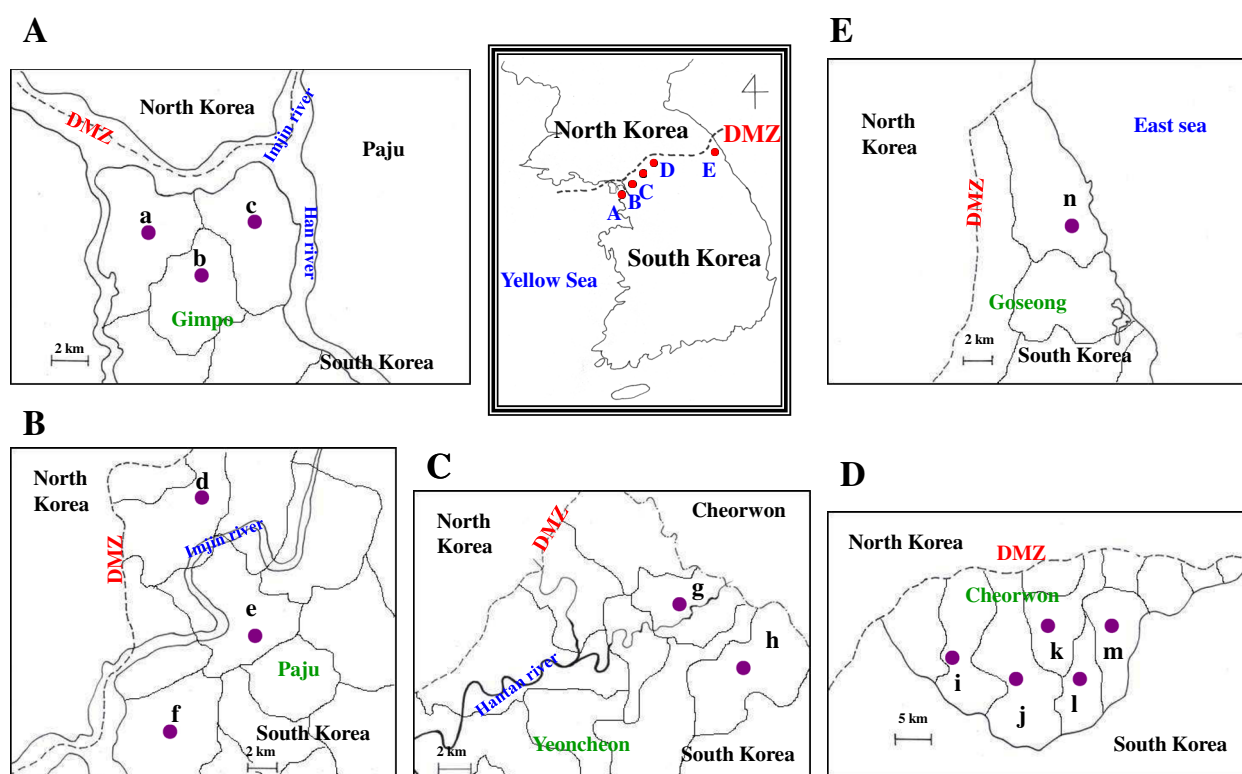 A
North Korea
DMZ
Imjin river
Paju
a
c
b
Han river
Gimpo
2 km
South Korea
North Korea
DMZ
D
E
C
B
A
South Korea
Yellow Sea
E
North
Korea
East sea
DMZ
n
Goseong
2 km
South Korea
B
North
Korea
d
Imjin river
DMZ
e
Paju
f
South Korea
2 km
C
North
Korea
DMZ
Cheorwon
g
h
Hantan river
Yeoncheon
2 km
South Korea
D
North Korea
DMZ
Cheorwon
k
m
i
j
l
5 km
South Korea